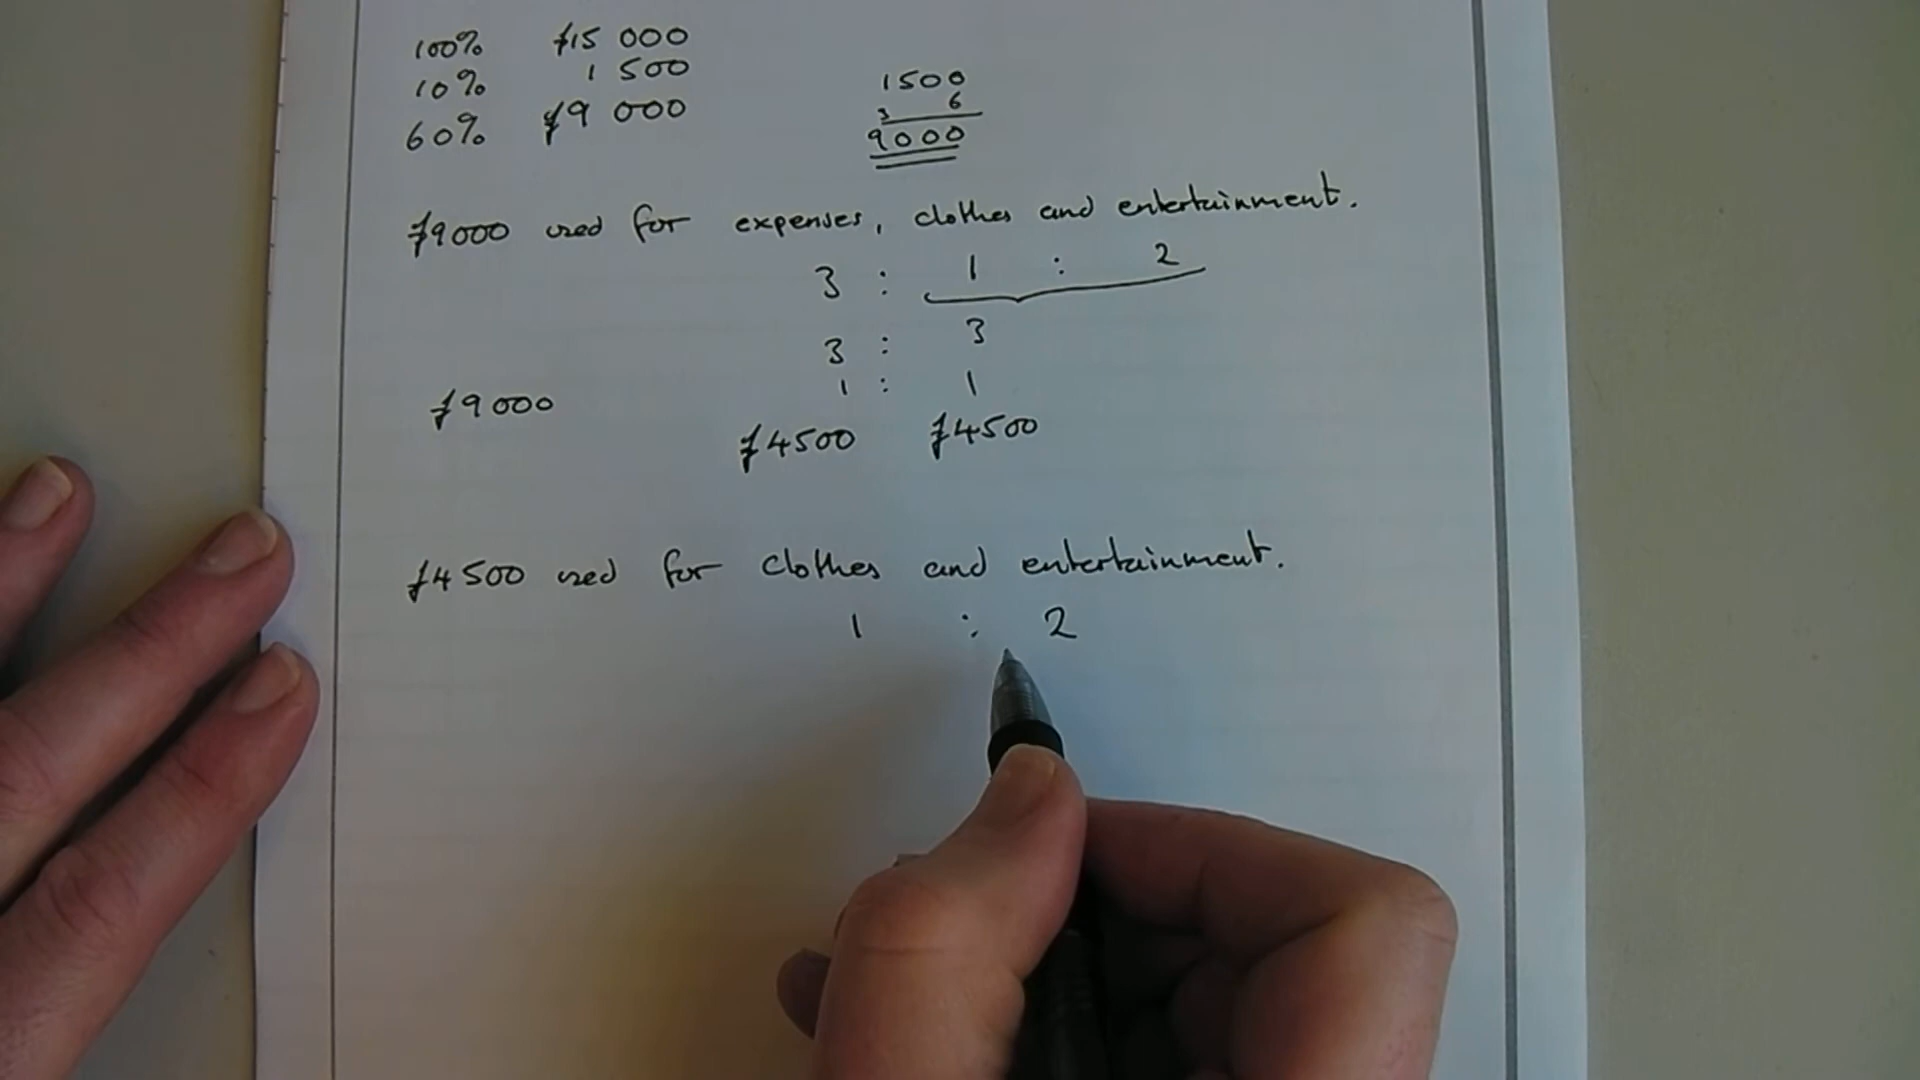 100% £15 000
10% 1 500
60% £9 000
1500
3 6
9000
£9000 used for expenses, clothes and entertainment.
3 : 1 : 2
3 : 3
1 : 1
£9000
£4500 £4500
£4500 used for clothes and entertainment.
1 : 2